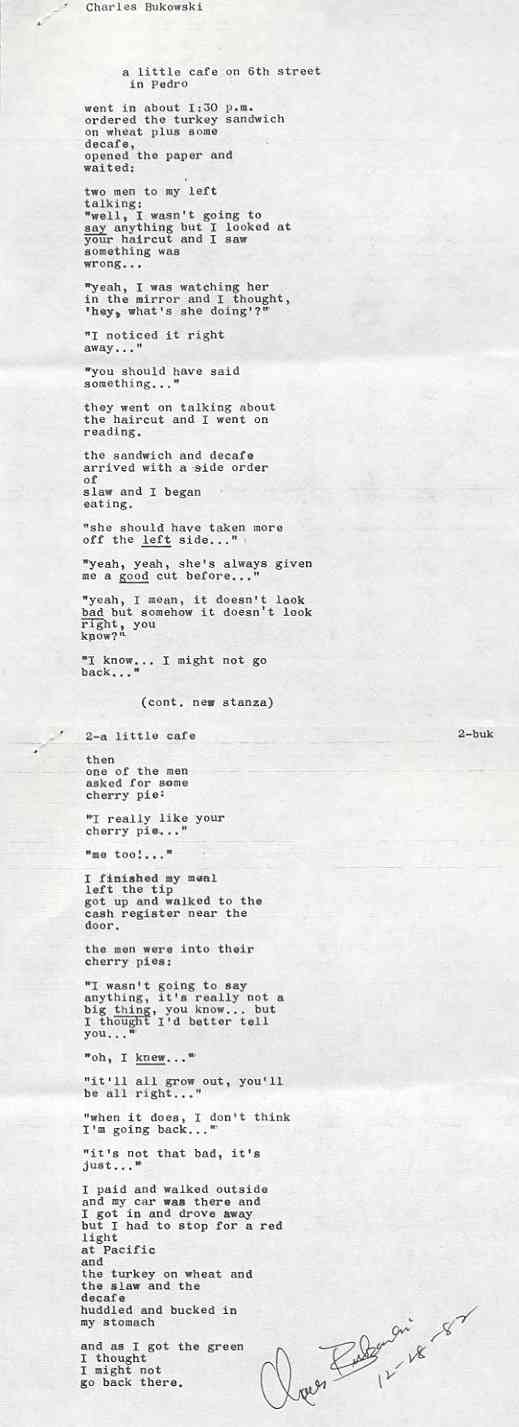 Charles Bukowski
a little cafe on 6th street
in Pedro
went in about 1:30 p.m.
ordered the turkey sandwich
on wheat plus some
decafe,
opened the paper and
waited:
two men to my left
talking:
"well, I wasn't going to
say anything but I looked at
your haircut and I saw
something was
wrong...
"yeah, I was watching her
in the mirror and I thought,
'hey, what's she doing'?"
"I noticed it right
away..."
"you should have said
something..."
they went on talking about
the haircut and I went on
reading.
the sandwich and decafe
arrived with a side order
of
slaw and I began
eating.
"she should have taken more
off the left side..."
"yeah, yeah, she's always given
me a good cut before..."
"yeah, I mean, it doesn't look
bad but somehow it doesn't look
right, you
know?"
"I know... I might not go
back..."
(cont. new stanza)
2-a little cafe 2-buk
then
one of the men
asked for some
cherry pie:
"I really like your
cherry pie..."
"me too!..."
I finished my meal
left the tip
got up and walked to the
cash register near the
door.
the men were into their
cherry pies:
"I wasn't going to say
anything, it's really not a
big thing, you know... but
I thought I'd better tell
you..."
"oh, I knew..."
"it'll all grow out, you'll
be all right..."
"when it does, I don't think
I'm going back..."
"it's not that bad, it's
just..."
I paid and walked outside
and my car was there and
I got in and drove away
but I had to stop for a red
light
at Pacific
and
the turkey on wheat and
the slaw and the
decafe
huddled and bucked in
my stomach
and as I got the green
I thought
I might not
go back there.
Charles Bukowski
12-28-82